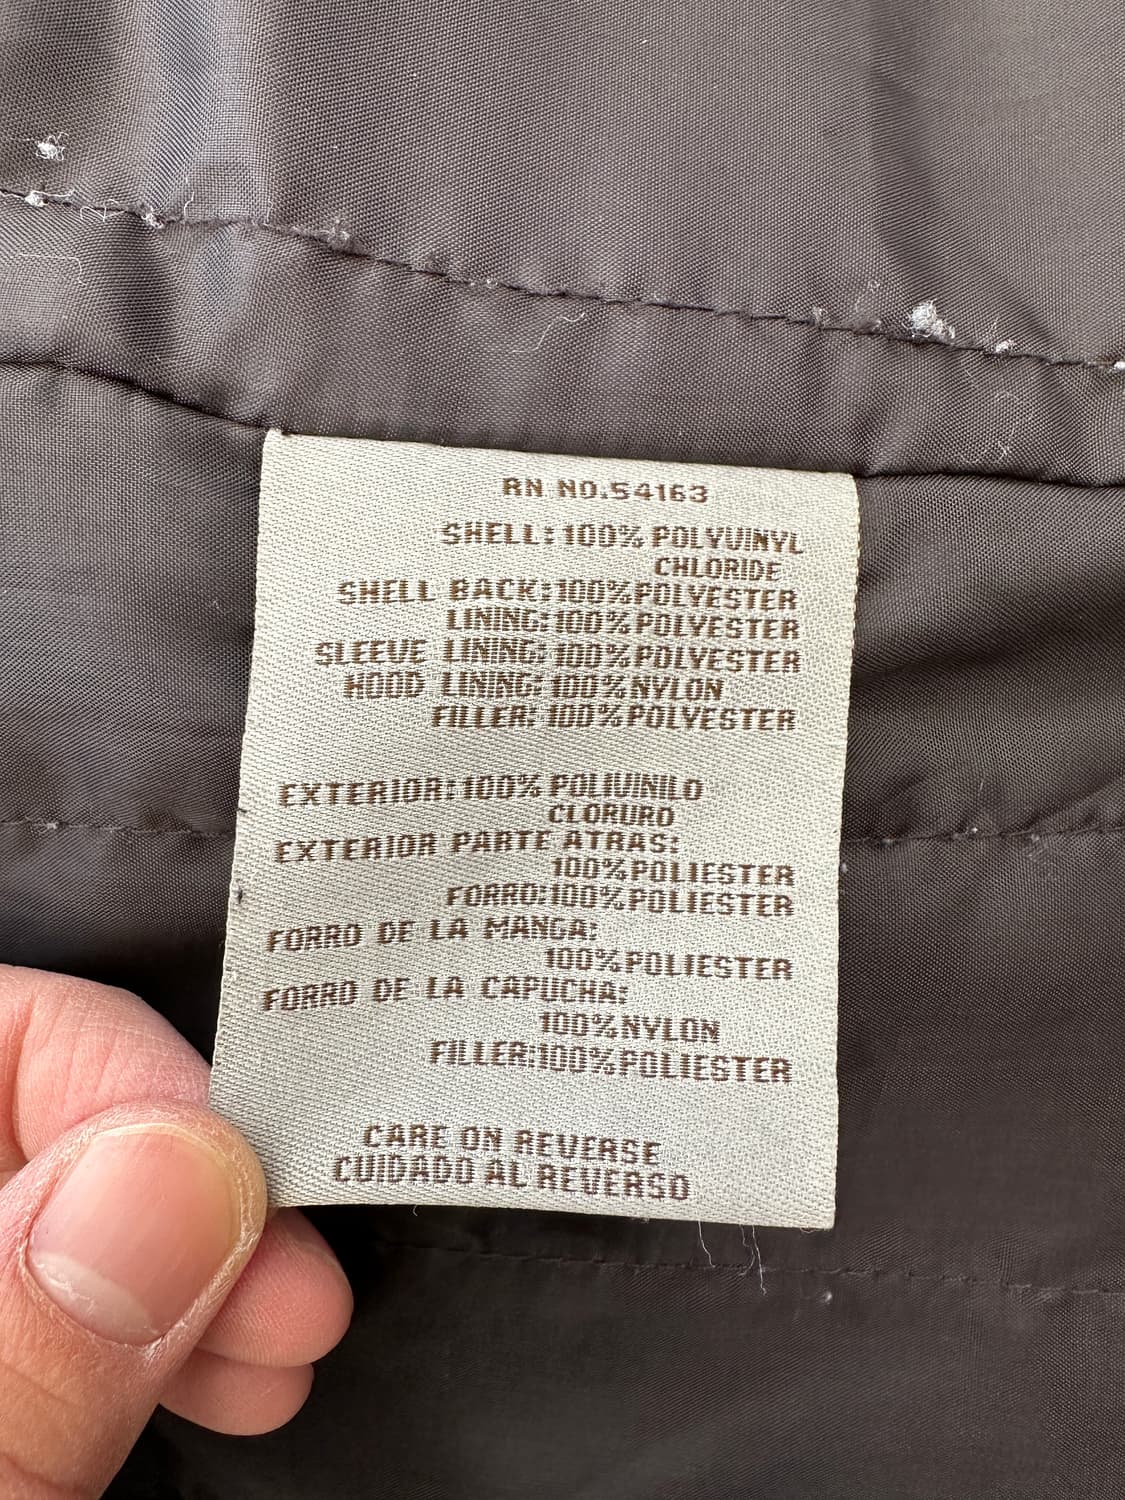 RN NO.54163
SHELL: 100% POLYVINYL
CHLORIDE
SHELL BACK: 100% POLYESTER
LINING: 100% POLYESTER
SLEEVE LINING: 100% POLYESTER
HOOD LINING: 100% NYLON
FILLER: 100% POLYESTER
EXTERIOR: 100% POLIVINILO
CLORURO
EXTERIOR PARTE ATRAS:
100% POLIESTER
FORRO: 100% POLIESTER
FORRO DE LA MANGA:
100% POLIESTER
FORRO DE LA CAPUCHA:
100% NYLON
FILLER: 100% POLIESTER
CARE ON REVERSE
CUIDADO AL REVERSO